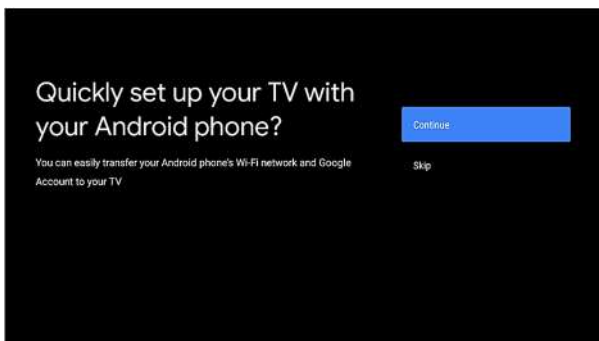 Quickly set up your TV with
your Android phone?
You can easily transfer your Android phone's Wi-Fi network and Google
Account to your TV
Continue
Skip